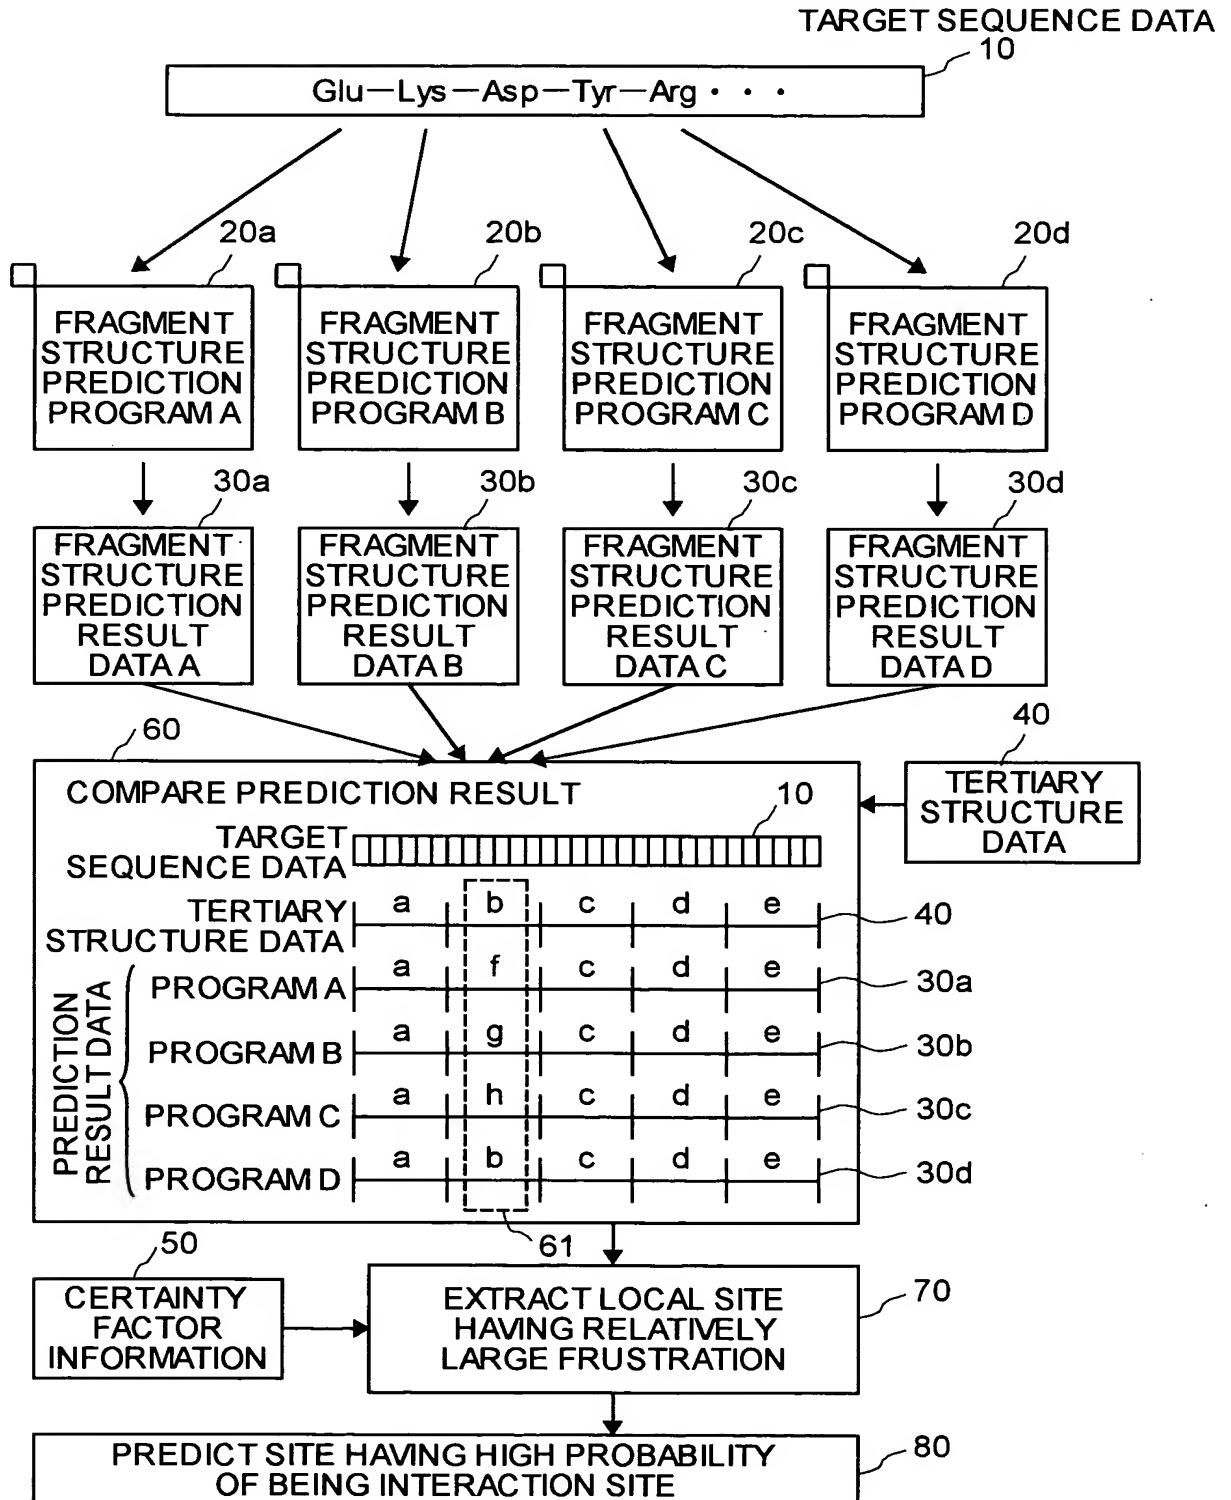 TARGET SEQUENCE DATA
10
Glu—Lys—Asp—Tyr—Arg • • •
20a
20b
20c
20d
FRAGMENT
STRUCTURE
PREDICTION
PROGRAM A
FRAGMENT
STRUCTURE
PREDICTION
PROGRAM B
FRAGMENT
STRUCTURE
PREDICTION
PROGRAM C
FRAGMENT
STRUCTURE
PREDICTION
PROGRAM D
30a
30b
30c
30d
FRAGMENT
STRUCTURE
PREDICTION
RESULT
DATA A
FRAGMENT
STRUCTURE
PREDICTION
RESULT
DATA B
FRAGMENT
STRUCTURE
PREDICTION
RESULT
DATA C
FRAGMENT
STRUCTURE
PREDICTION
RESULT
DATA D
60
40
TERTIARY
STRUCTURE
DATA
COMPARE PREDICTION RESULT
10
TARGET
SEQUENCE DATA
TERTIARY
STRUCTURE DATA
a b c d e
40
PREDICTION
RESULT DATA
PROGRAM A
a f c d e
30a
PROGRAM B
a g c d e
30b
PROGRAM C
a h c d e
30c
PROGRAM D
a b c d e
30d
61
50
CERTAINTY
FACTOR
INFORMATION
EXTRACT LOCAL SITE
HAVING RELATIVELY
LARGE FRUSTRATION
70
PREDICT SITE HAVING HIGH PROBABILITY
OF BEING INTERACTION SITE
80